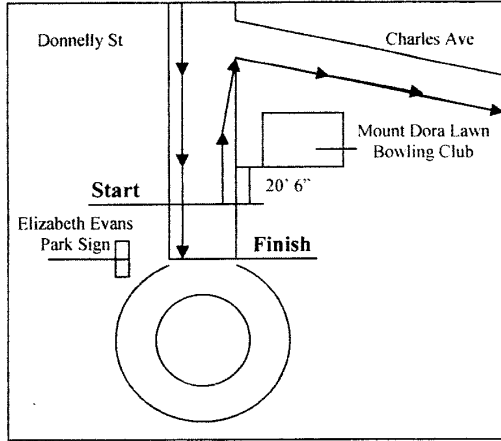 Donnelly St
Charles Ave
Mount Dora Lawn
Bowling Club
20' 6"
Start
Elizabeth Evans
Park Sign
Finish